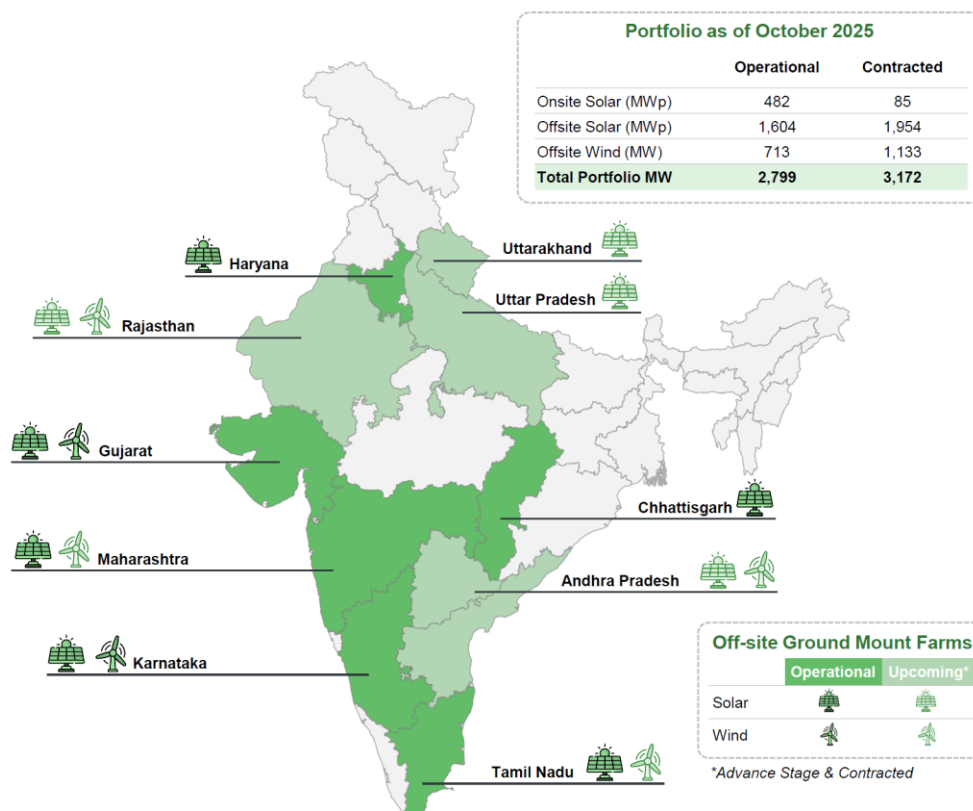 Portfolio as of October 2025
Operational Contracted
Onsite Solar (MWp) 482 85
Offsite Solar (MWp) 1,604 1,954
Offsite Wind (MW) 713 1,133
Total Portfolio MW 2,799 3,172
Uttarakhand
Haryana
Uttar Pradesh
Rajasthan
Gujarat
Chhattisgarh
Maharashtra
Andhra Pradesh
Karnataka
Tamil Nadu
Off-site Ground Mount Farms
Operational Upcoming*
Solar
Wind
*Advance Stage & Contracted